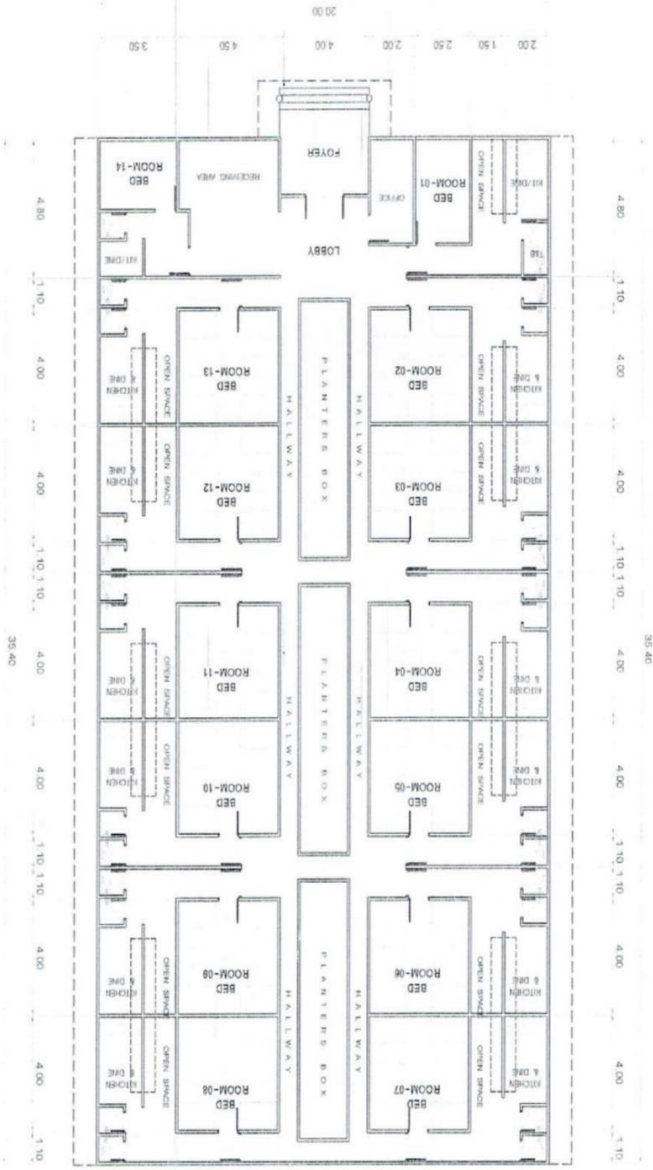 1.10
1.10
BED
ROOM-07
BED
ROOM-08
4.00
KITCHEN
& DINE
OPEN SPACE
HALLWAY
PLANTERS BOX
HALLWAY
OPEN SPACE
KITCHEN
& DINE
4.00
4.00
KITCHEN
& DINE
OPEN SPACE
BED
ROOM-06
BED
ROOM-09
OPEN SPACE
KITCHEN
& DINE
4.00
1.10 1.10
1.10 1.10
4.00
KITCHEN
& DINE
OPEN SPACE
BED
ROOM-05
BED
ROOM-10
OPEN SPACE
KITCHEN
& DINE
4.00
HALLWAY
PLANTERS BOX
HALLWAY
35.40
4.00
KITCHEN
& DINE
OPEN SPACE
BED
ROOM-04
BED
ROOM-11
OPEN SPACE
KITCHEN
& DINE
4.00
35.40
1.10 1.10
1.10 1.10
4.00
KITCHEN
& DINE
OPEN SPACE
BED
ROOM-03
BED
ROOM-12
OPEN SPACE
KITCHEN
& DINE
4.00
HALLWAY
PLANTERS BOX
HALLWAY
4.00
KITCHEN
& DINE
OPEN SPACE
BED
ROOM-02
BED
ROOM-13
OPEN SPACE
KITCHEN
& DINE
4.00
1.10
1.10
T&B
LOBBY
KIT/DINE
4.80
KIT/DINE
OPEN SPACE
BED
ROOM-01
OFFICE
FOYER
RECEIVING AREA
BED
ROOM-14
4.80
2.00
1.50
2.50
2.00
4.00
4.50
3.50
20.00